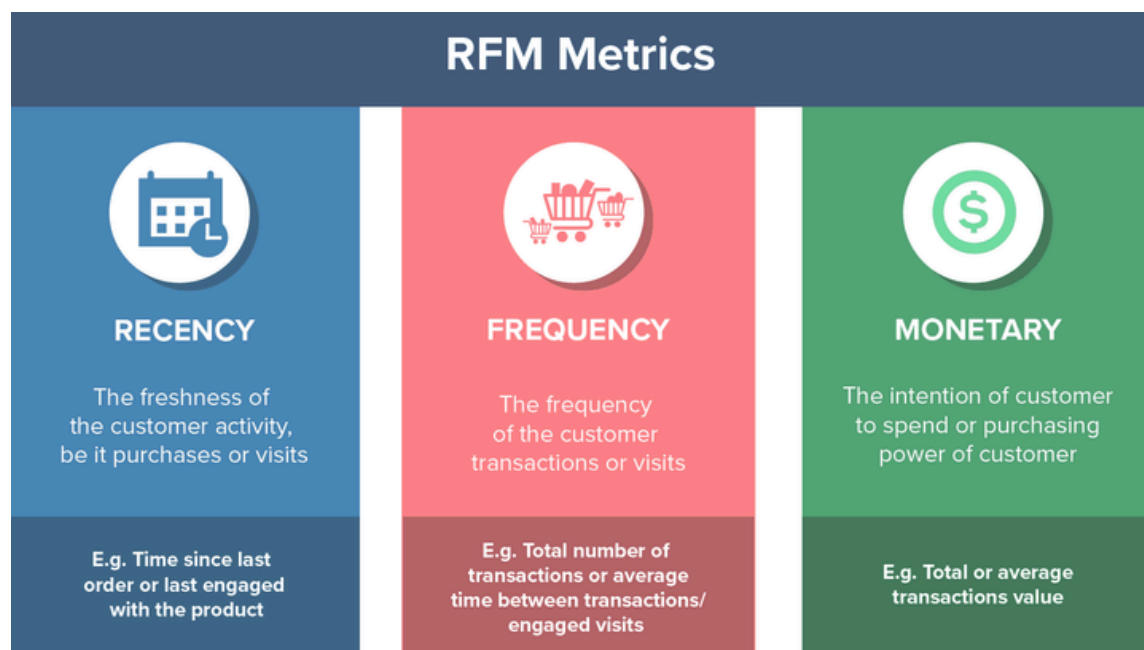 RFM Metrics
RECENCY
The freshness of
the customer activity,
be it purchases or visits
E.g. Time since last
order or last engaged
with the product
FREQUENCY
The frequency
of the customer
transactions or visits
E.g. Total number of
transactions or average
time between transactions/
engaged visits
MONETARY
The intention of customer
to spend or purchasing
power of customer
E.g. Total or average
transactions value